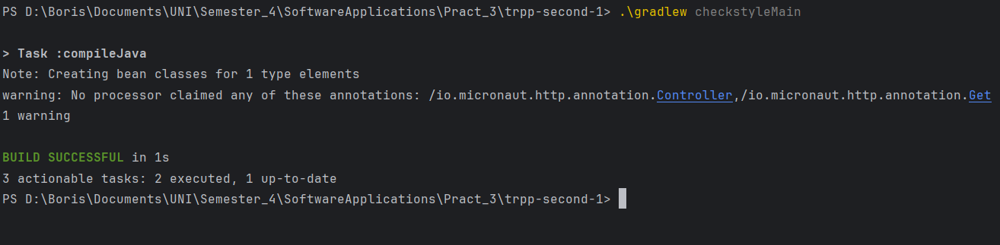 PS D:\Boris\Documents\UNI\Semester_4\SoftwareApplications\Pract_3\trpp-second-1> .\gradlew checkstyleMain
> Task :compileJava
Note: Creating bean classes for 1 type elements
warning: No processor claimed any of these annotations: /io.micronaut.http.annotation.Controller,/io.micronaut.http.annotation.Get
1 warning
BUILD SUCCESSFUL in 1s
3 actionable tasks: 2 executed, 1 up-to-date
PS D:\Boris\Documents\UNI\Semester_4\SoftwareApplications\Pract_3\trpp-second-1>